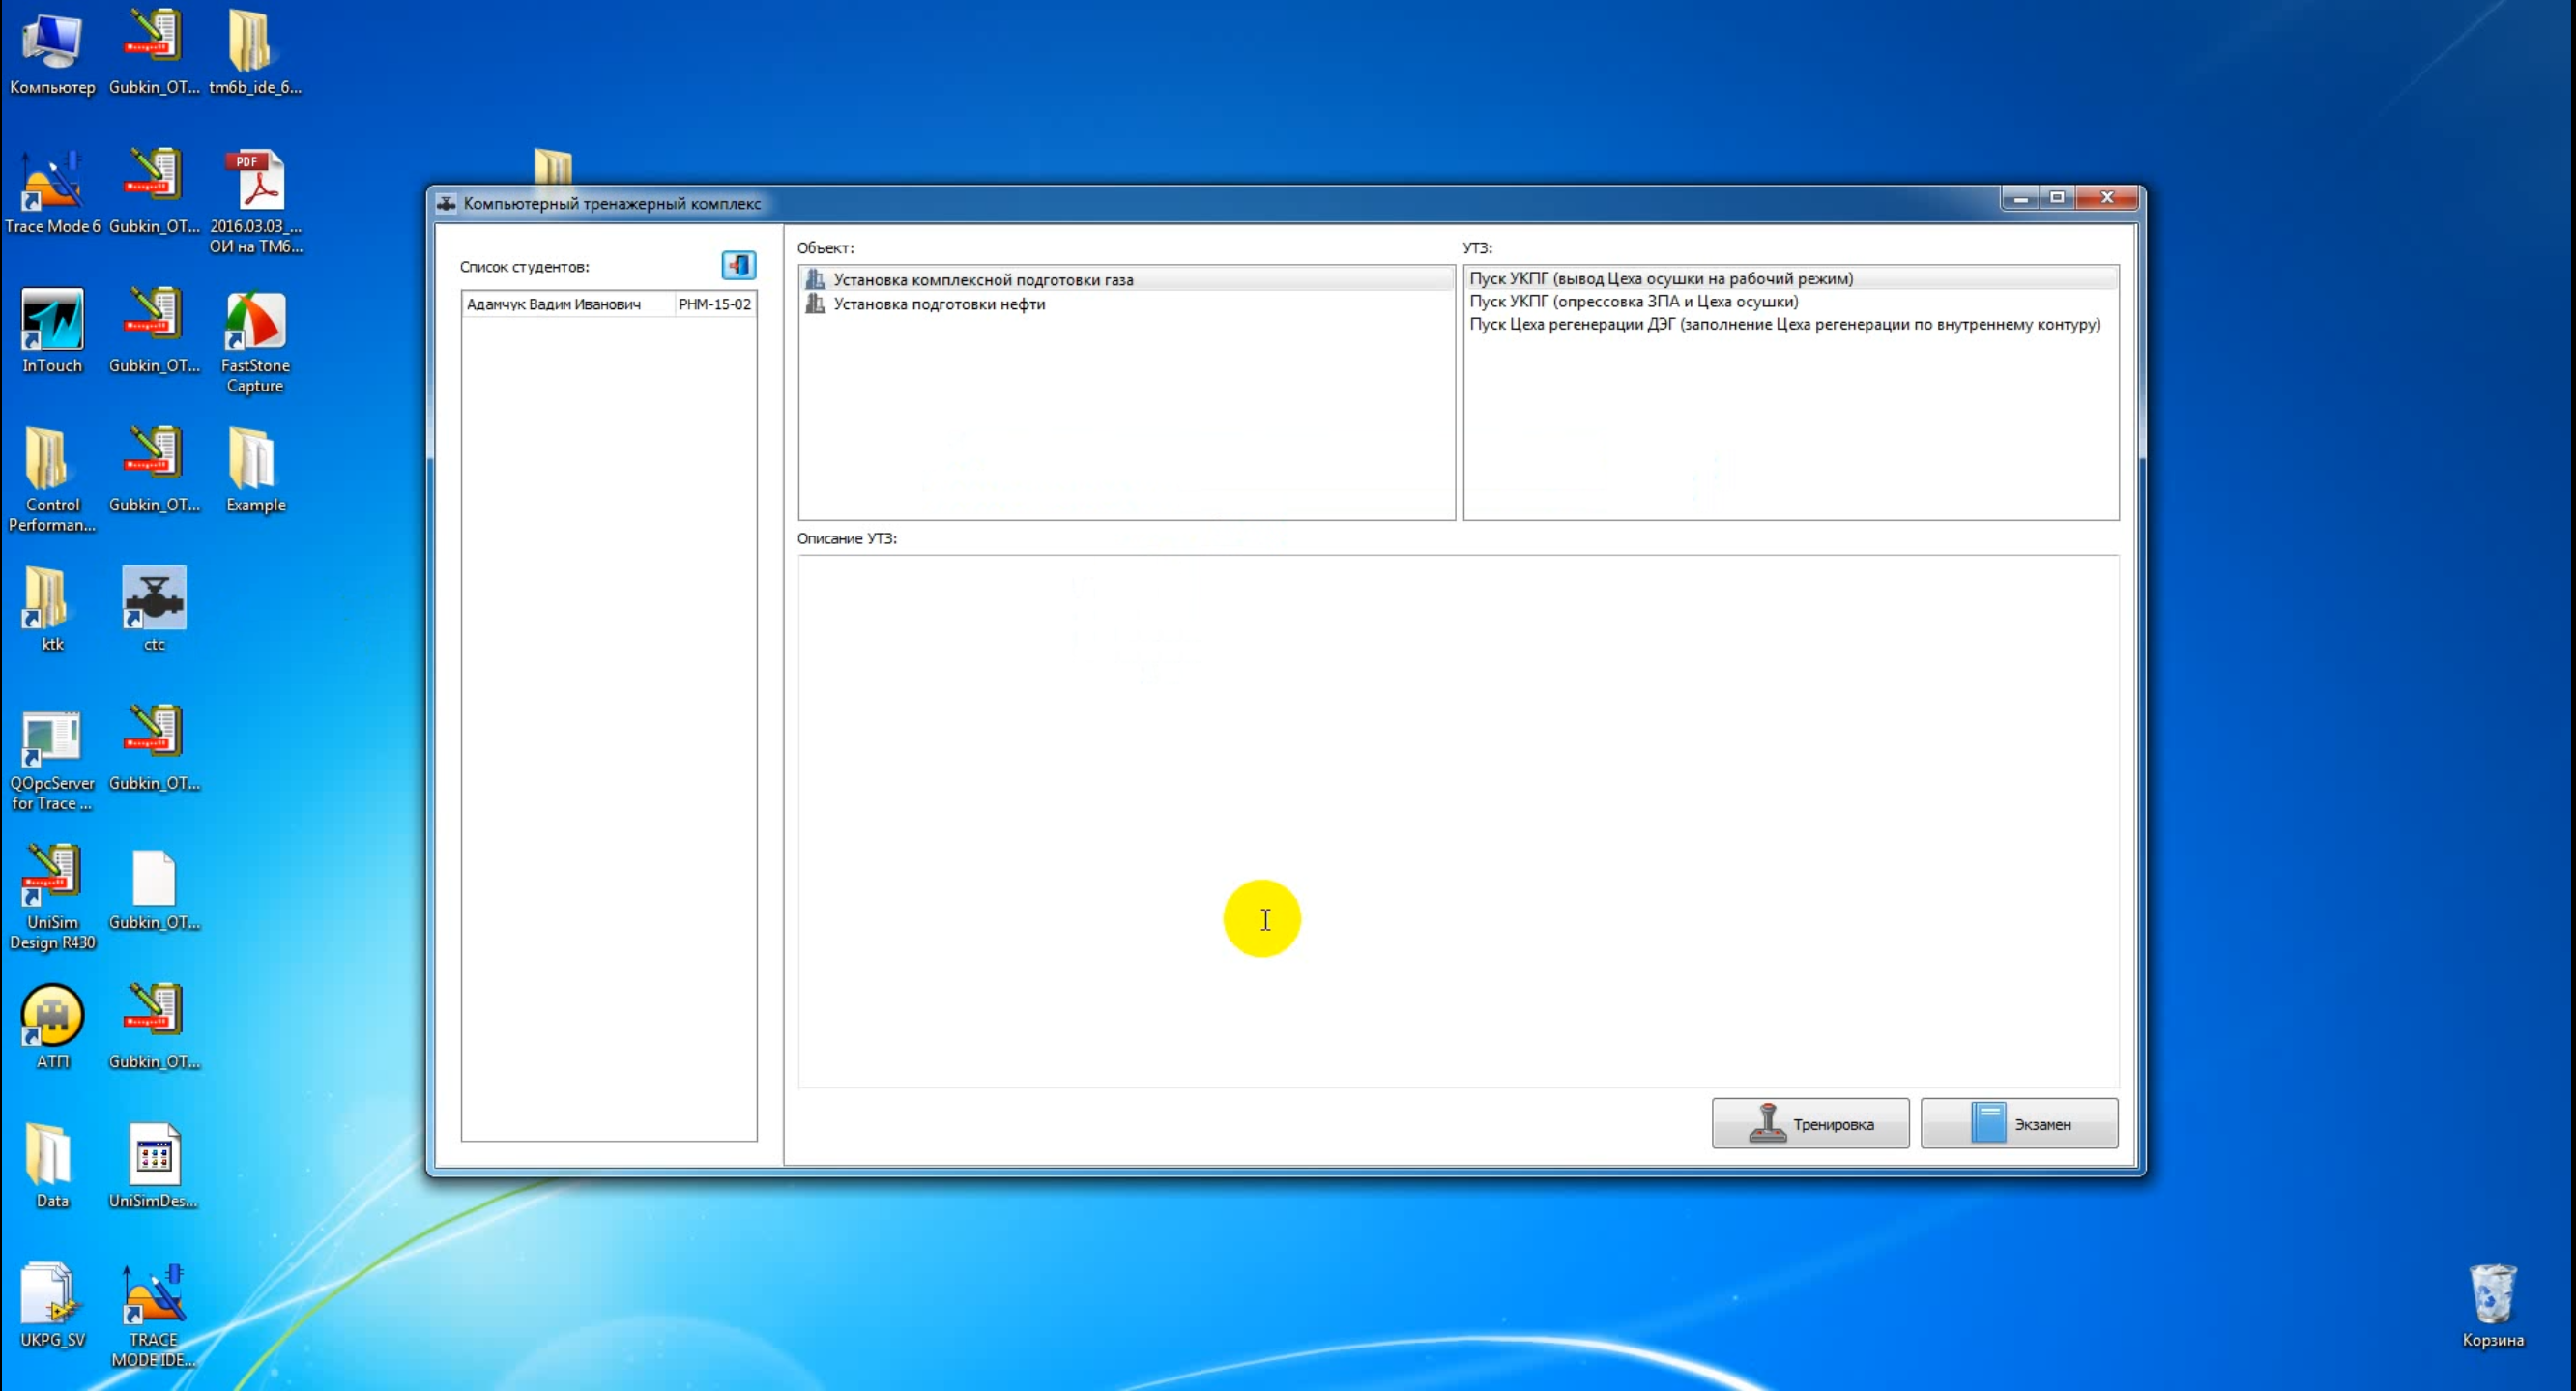 Компьютер
Gubkin_OT...
tm6b_ide_6...
Trace Mode 6
Gubkin_OT...
PDF
2016.03.03_...
ОИ на ТМ6...
InTouch
Gubkin_OT...
FastStone
Capture
Control
Performan...
Gubkin_OT...
Example
ktk
ctc
QOpcServer
for Trace ...
Gubkin_OT...
UniSim
Design R430
Gubkin_OT...
АТП
Gubkin_OT...
Data
UniSimDes...
UKPG_SV
TRACE
MODE IDE...
Корзина
Компьютерный тренажерный комплекс
Список студентов:
Адамчук Вадим Иванович РНМ-15-02
Объект:
Установка комплексной подготовки газа
Установка подготовки нефти
УТЗ:
Пуск УКПГ (вывод Цеха осушки на рабочий режим)
Пуск УКПГ (опрессовка ЗПА и Цеха осушки)
Пуск Цеха регенерации ДЭГ (заполнение Цеха регенерации по внутреннему контуру)
Описание УТЗ:
Тренировка
Экзамен